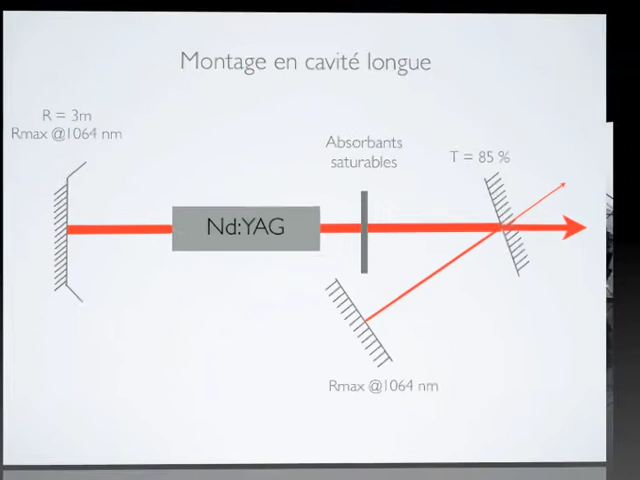 Montage en cavité longue
R = 3m
Rmax @1064 nm
Absorbants
saturables
T = 85 %
Nd:YAG
Rmax @1064 nm